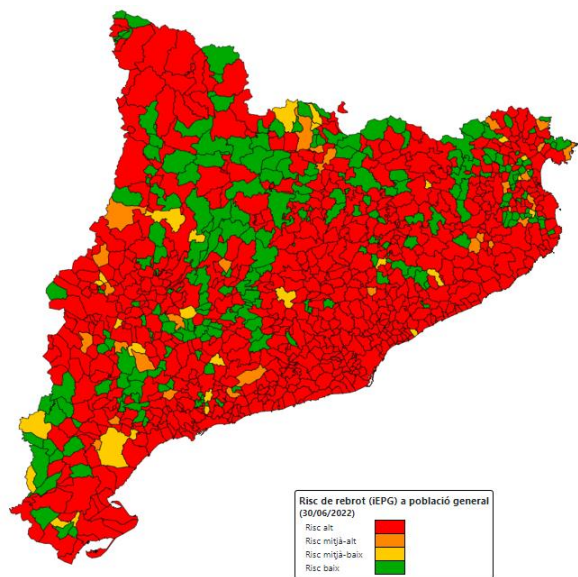 Risc de rebrot (iEPG) a població general
(30/06/2022)
Risc alt
Risc mitjà-alt
Risc mitjà-baix
Risc baix